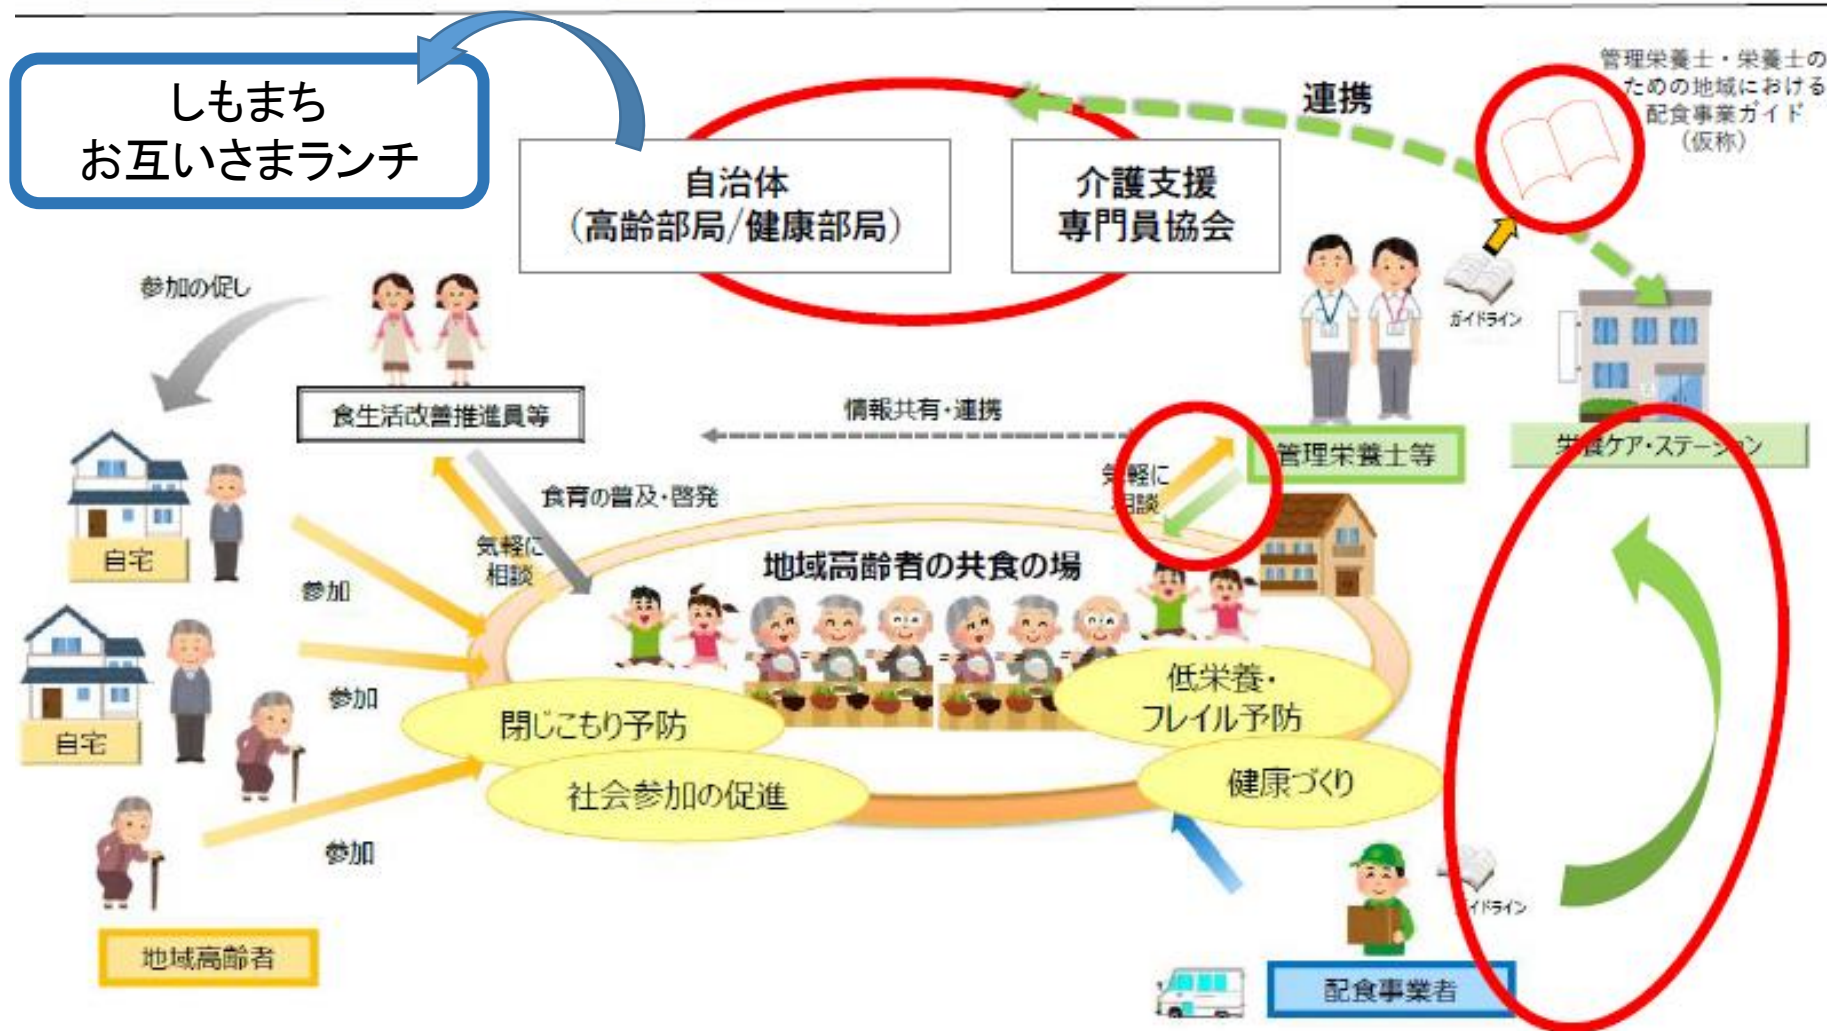 しもまち
お互いさまランチ
自治体
（高齢部局/健康部局）
介護支援
専門員協会
連携
管理栄養士・栄養士の
ための地域における
配食事業ガイド
（仮称）
参加の促し
ガイドライン
食生活改善推進員等
情報共有・連携
管理栄養士等
栄養ケア・ステーション
気軽に
相談
食育の普及・啓発
気軽に
相談
自宅
参加
地域高齢者の共食の場
自宅
参加
閉じこもり予防
低栄養・
フレイル予防
社会参加の促進
健康づくり
参加
ガイドライン
地域高齢者
配食事業者